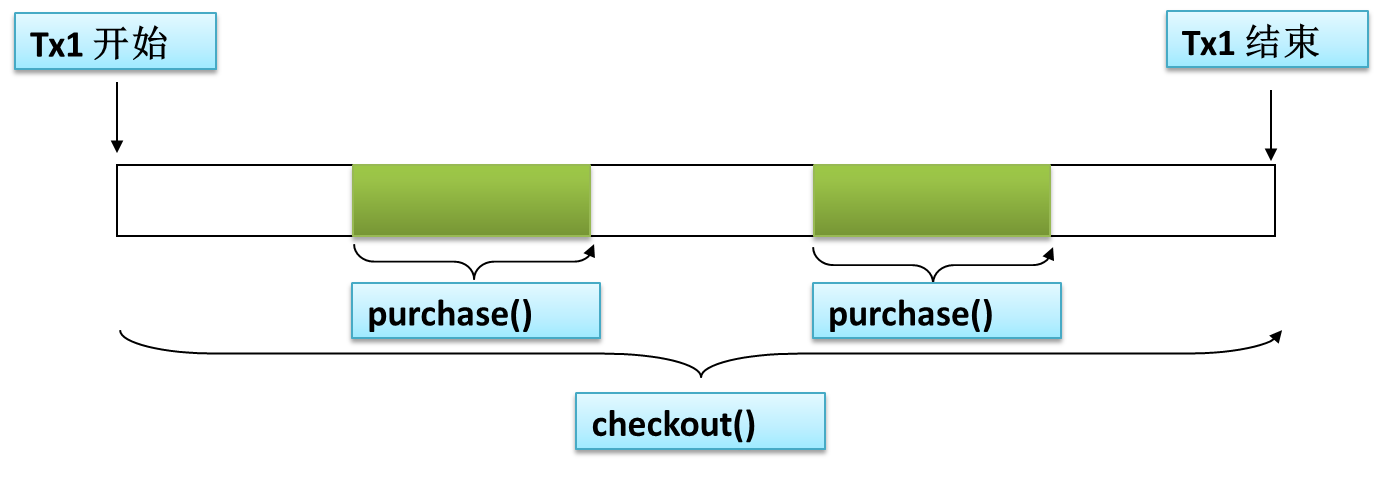 Tx1 开始
Tx1 结束
purchase()
purchase()
checkout()